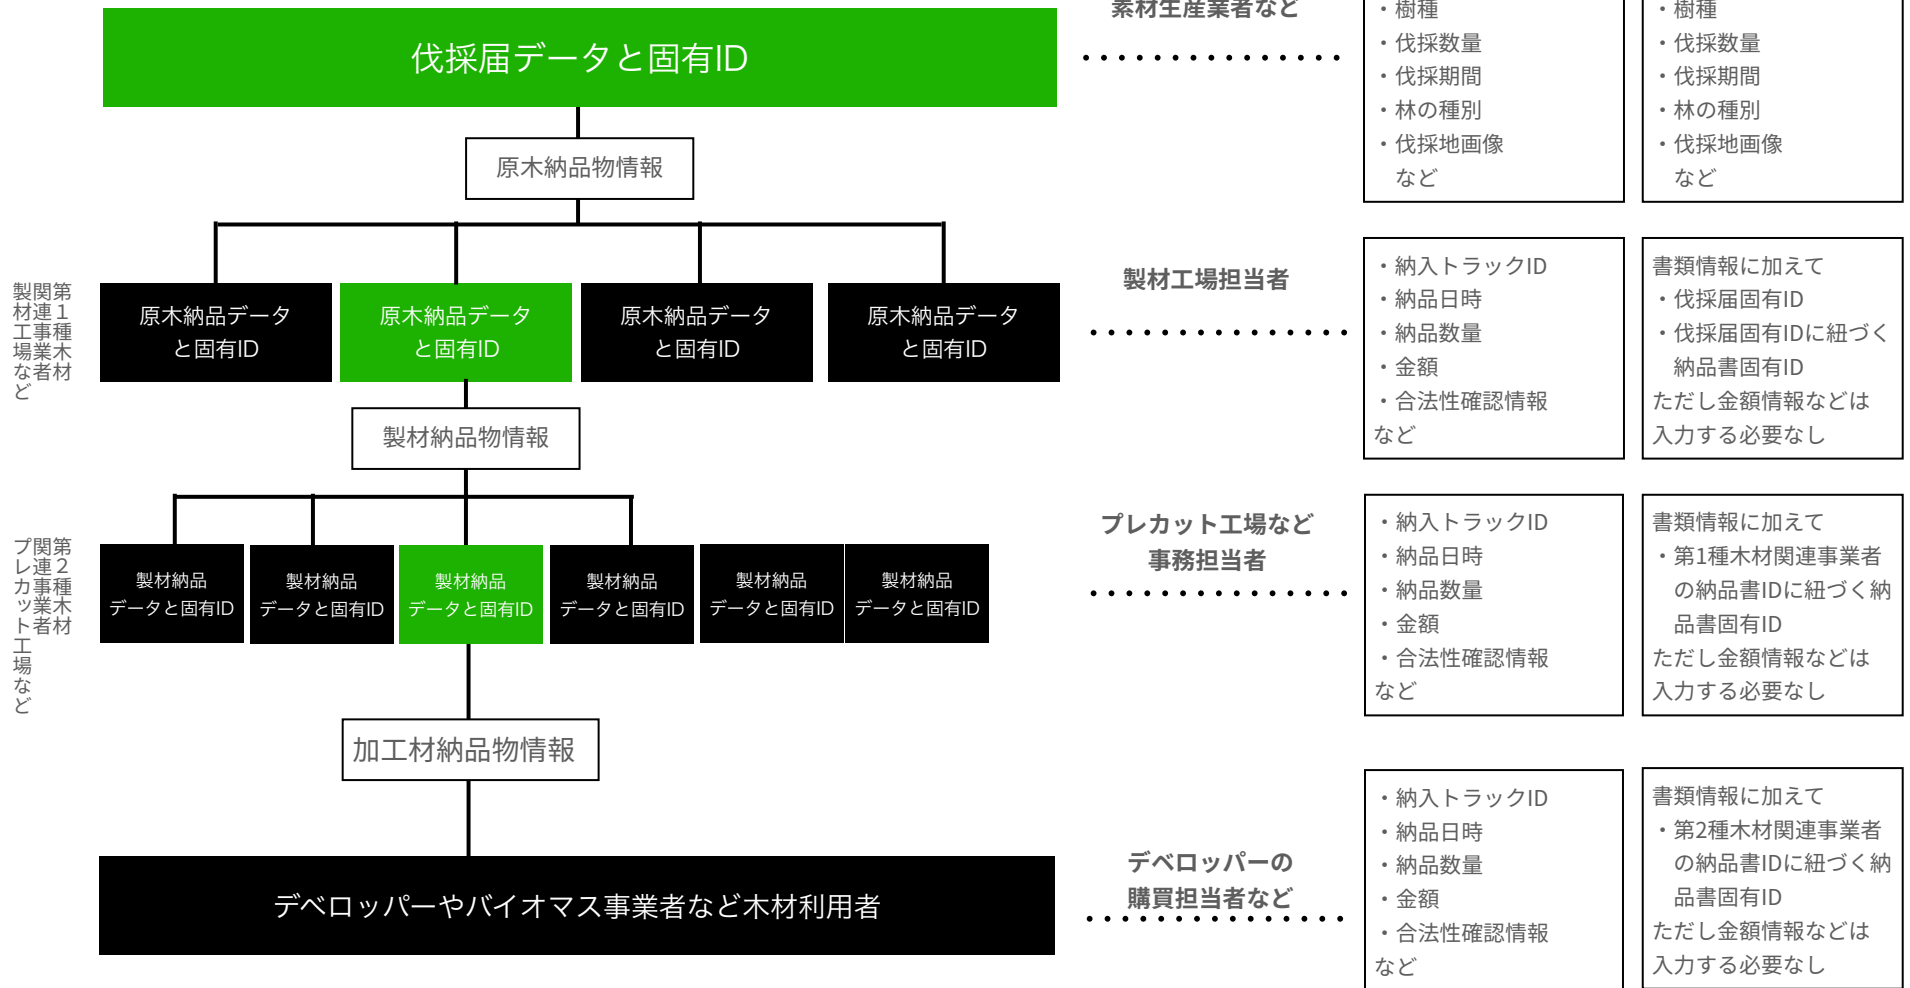 伐採届データと固有ID
素材生産業者など
・樹種
・伐採数量
・伐採期間
・林の種別
・伐採地画像
など
・樹種
・伐採数量
・伐採期間
・林の種別
・伐採地画像
など
原木納品物情報
第１種木材
関連事業者
製材工場など
原木納品データ
と固有ID
原木納品データ
と固有ID
原木納品データ
と固有ID
原木納品データ
と固有ID
製材工場担当者
・納入トラックID
・納品日時
・納品数量
・金額
・合法性確認情報
など
書類情報に加えて
・伐採届固有ID
・伐採届固有IDに紐づく
納品書固有ID
ただし金額情報などは
入力する必要なし
製材納品物情報
第２種木材
関連事業者
プレカット工場など
製材納品
データと固有ID
製材納品
データと固有ID
製材納品
データと固有ID
製材納品
データと固有ID
製材納品
データと固有ID
製材納品
データと固有ID
プレカット工場など
事務担当者
・納入トラックID
・納品日時
・納品数量
・金額
・合法性確認情報
など
書類情報に加えて
・第1種木材関連事業者
の納品書IDに紐づく納
品書固有ID
ただし金額情報などは
入力する必要なし
加工材納品物情報
デベロッパーやバイオマス事業者など木材利用者
デベロッパーの
購買担当者など
・納入トラックID
・納品日時
・納品数量
・金額
・合法性確認情報
など
書類情報に加えて
・第2種木材関連事業者
の納品書IDに紐づく納
品書固有ID
ただし金額情報などは
入力する必要なし